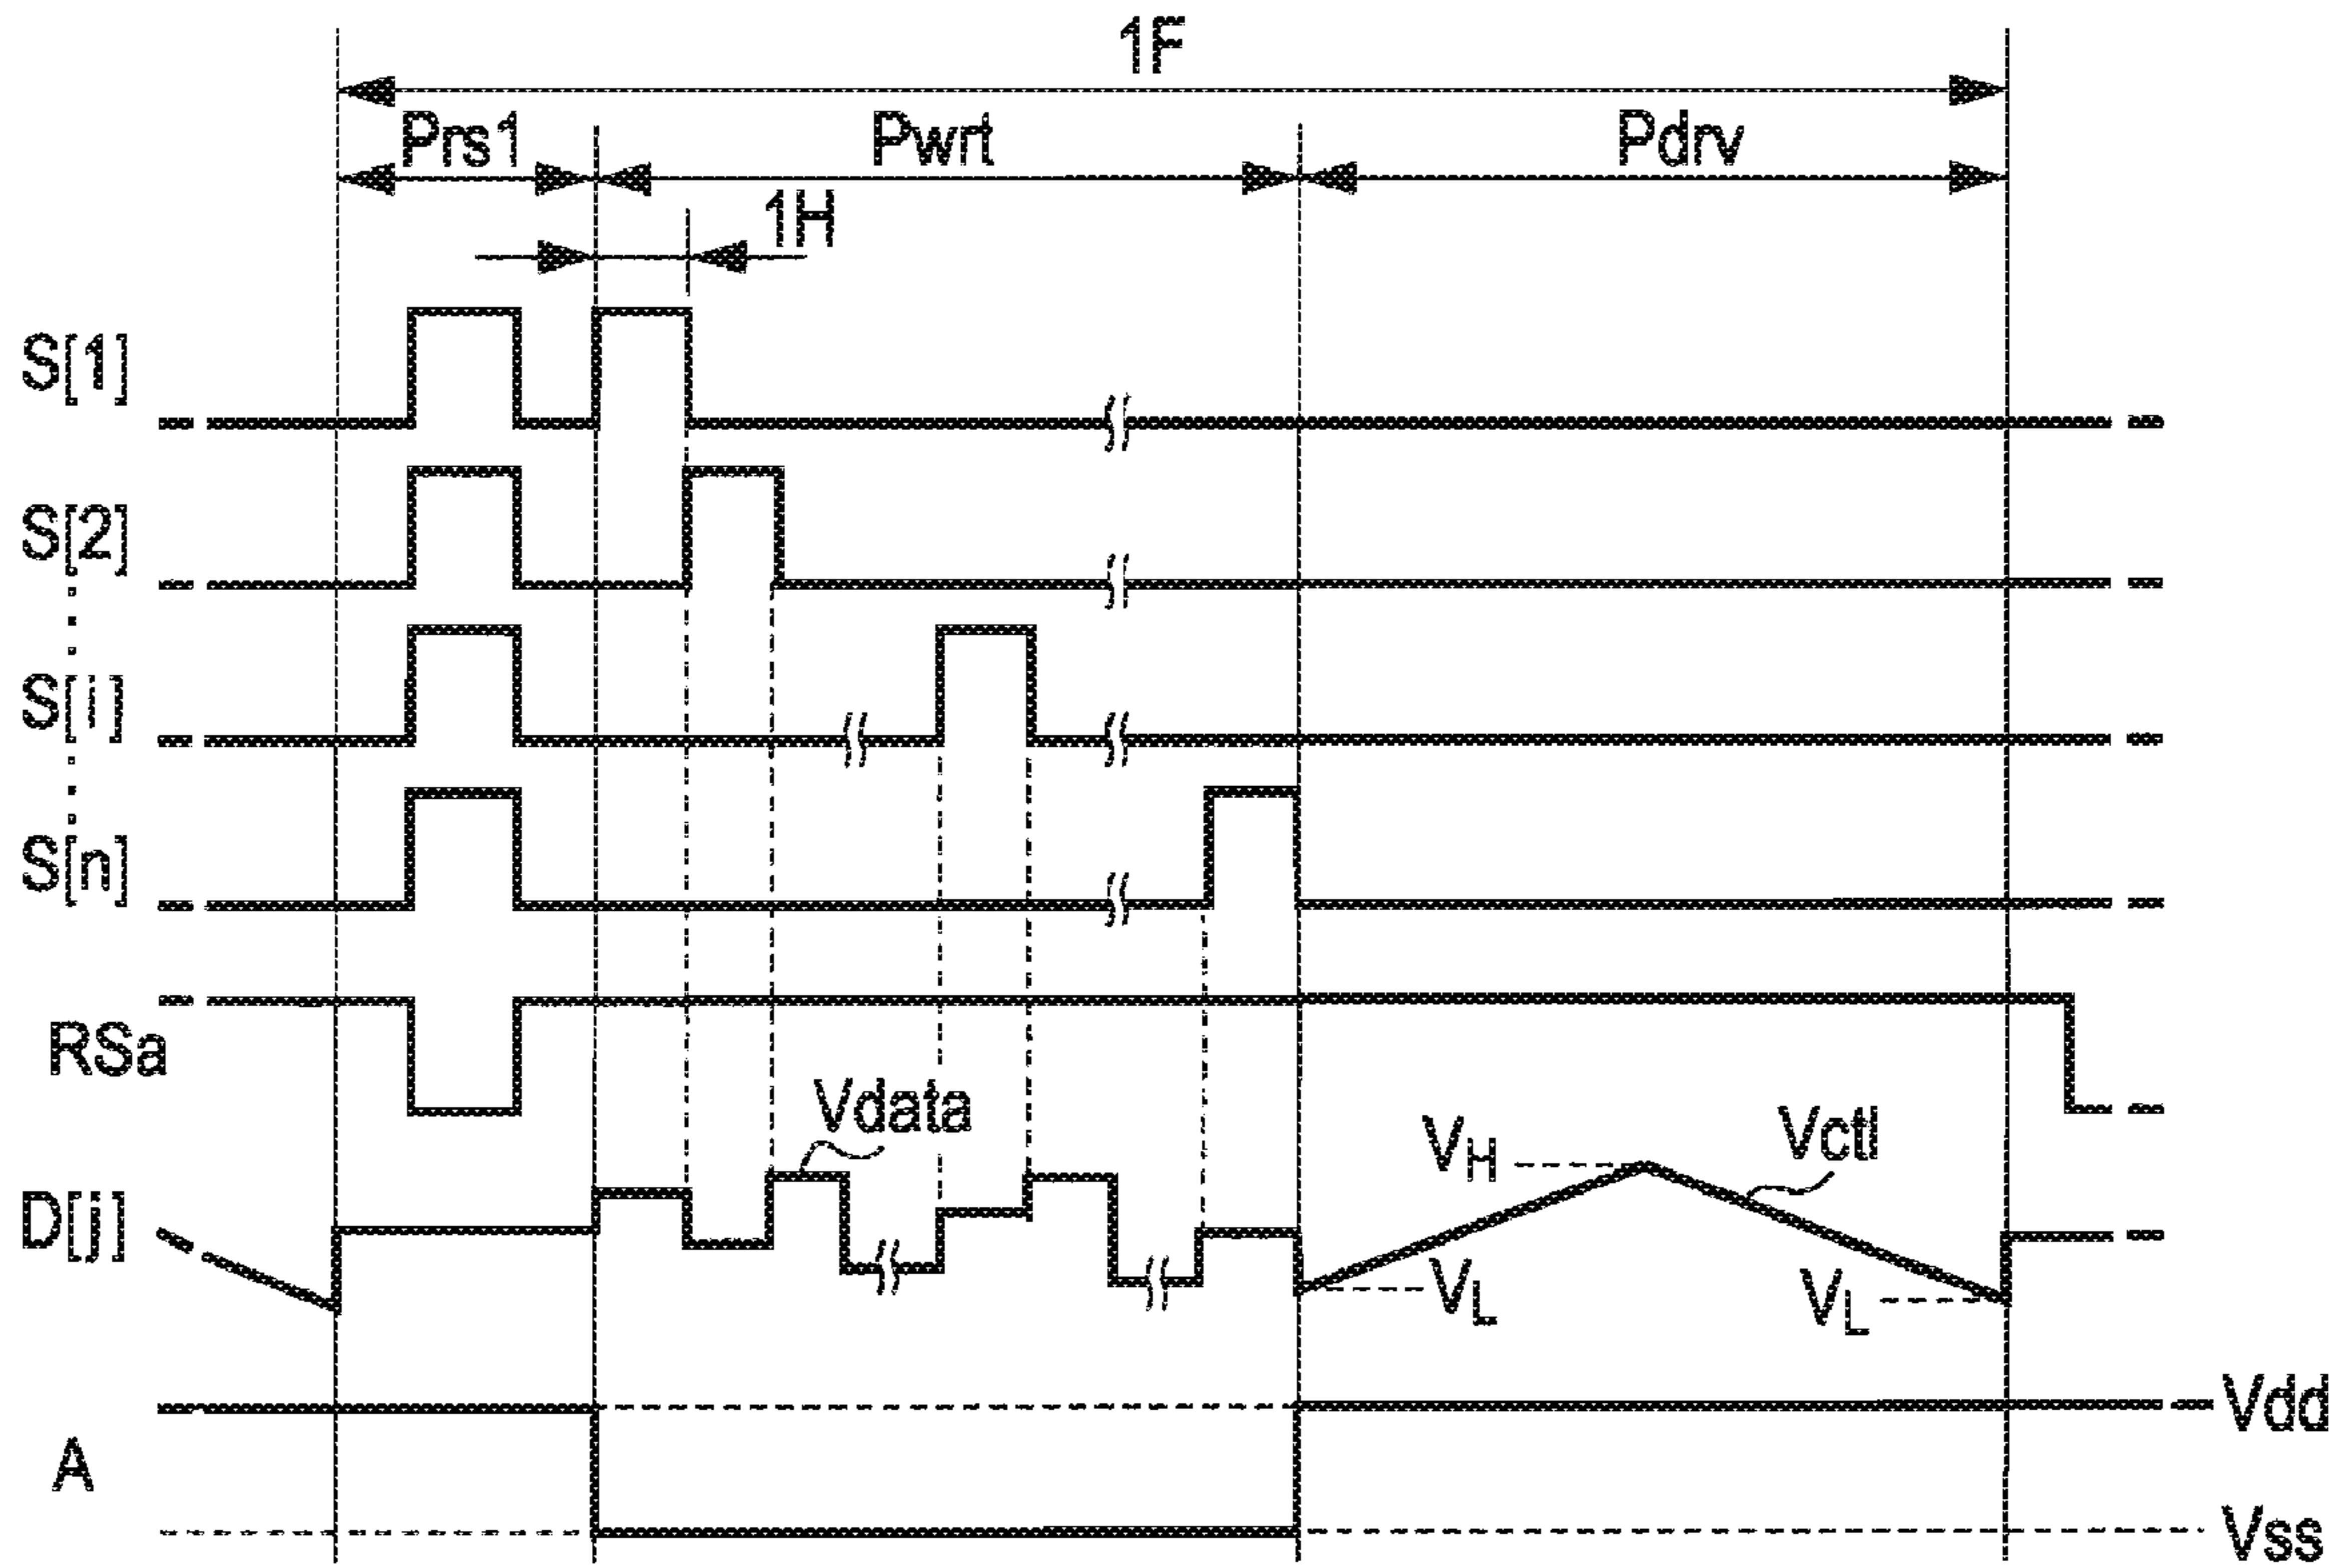 1F
Prs1 Pwrt Pdrv
1H
S[1]
S[2]
S[i]
S[n]
RSa
Vdata
VH Vctl
D[j]
VL VL
Vdd
A
Vss